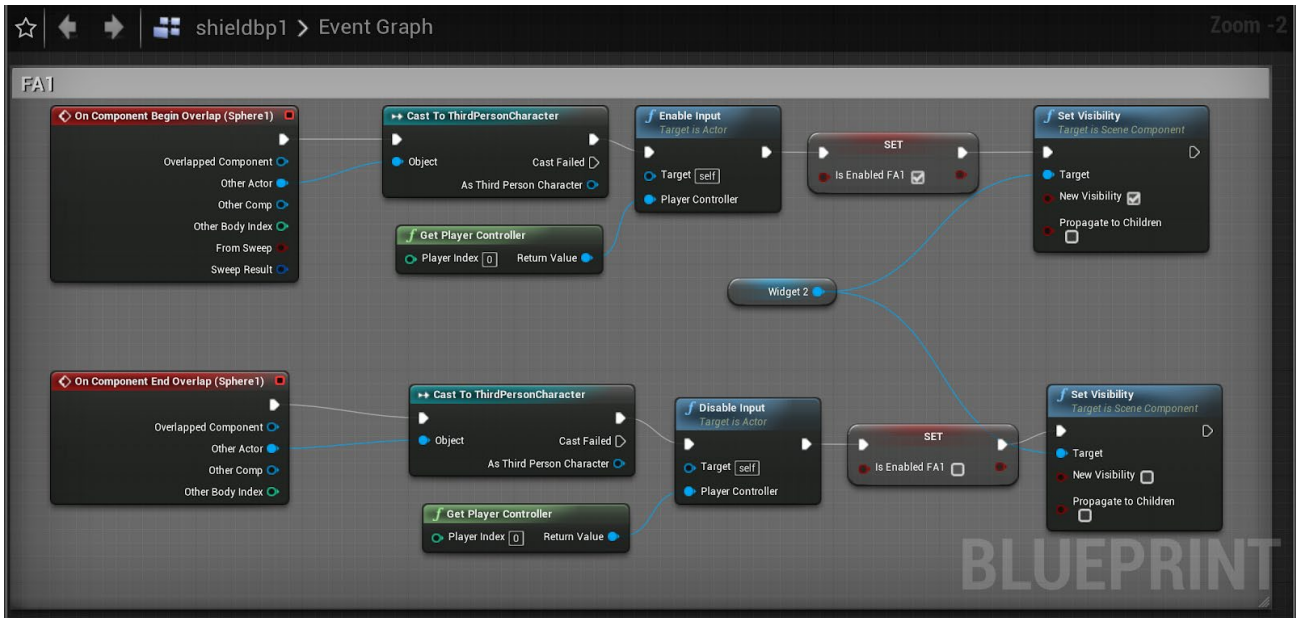 shieldbp1 > Event Graph
Zoom -2
FA1
On Component Begin Overlap (Sphere1)
Overlapped Component
Other Actor
Other Comp
Other Body Index
From Sweep
Sweep Result
Cast To ThirdPersonCharacter
Object
Cast Failed
As Third Person Character
Get Player Controller
Player Index 0
Return Value
f Enable Input
Target is Actor
Target self
Player Controller
SET
Is Enabled FA1
f Set Visibility
Target is Scene Component
Target
New Visibility
Propagate to Children
Widget 2
On Component End Overlap (Sphere1)
Overlapped Component
Other Actor
Other Comp
Other Body Index
Cast To ThirdPersonCharacter
Object
Cast Failed
As Third Person Character
f Get Player Controller
Player Index 0
Return Value
f Disable Input
Target is Actor
Target self
Player Controller
SET
Is Enabled FA1
f Set Visibility
Target is Scene Component
Target
New Visibility
Propagate to Children
BLUEPRINT